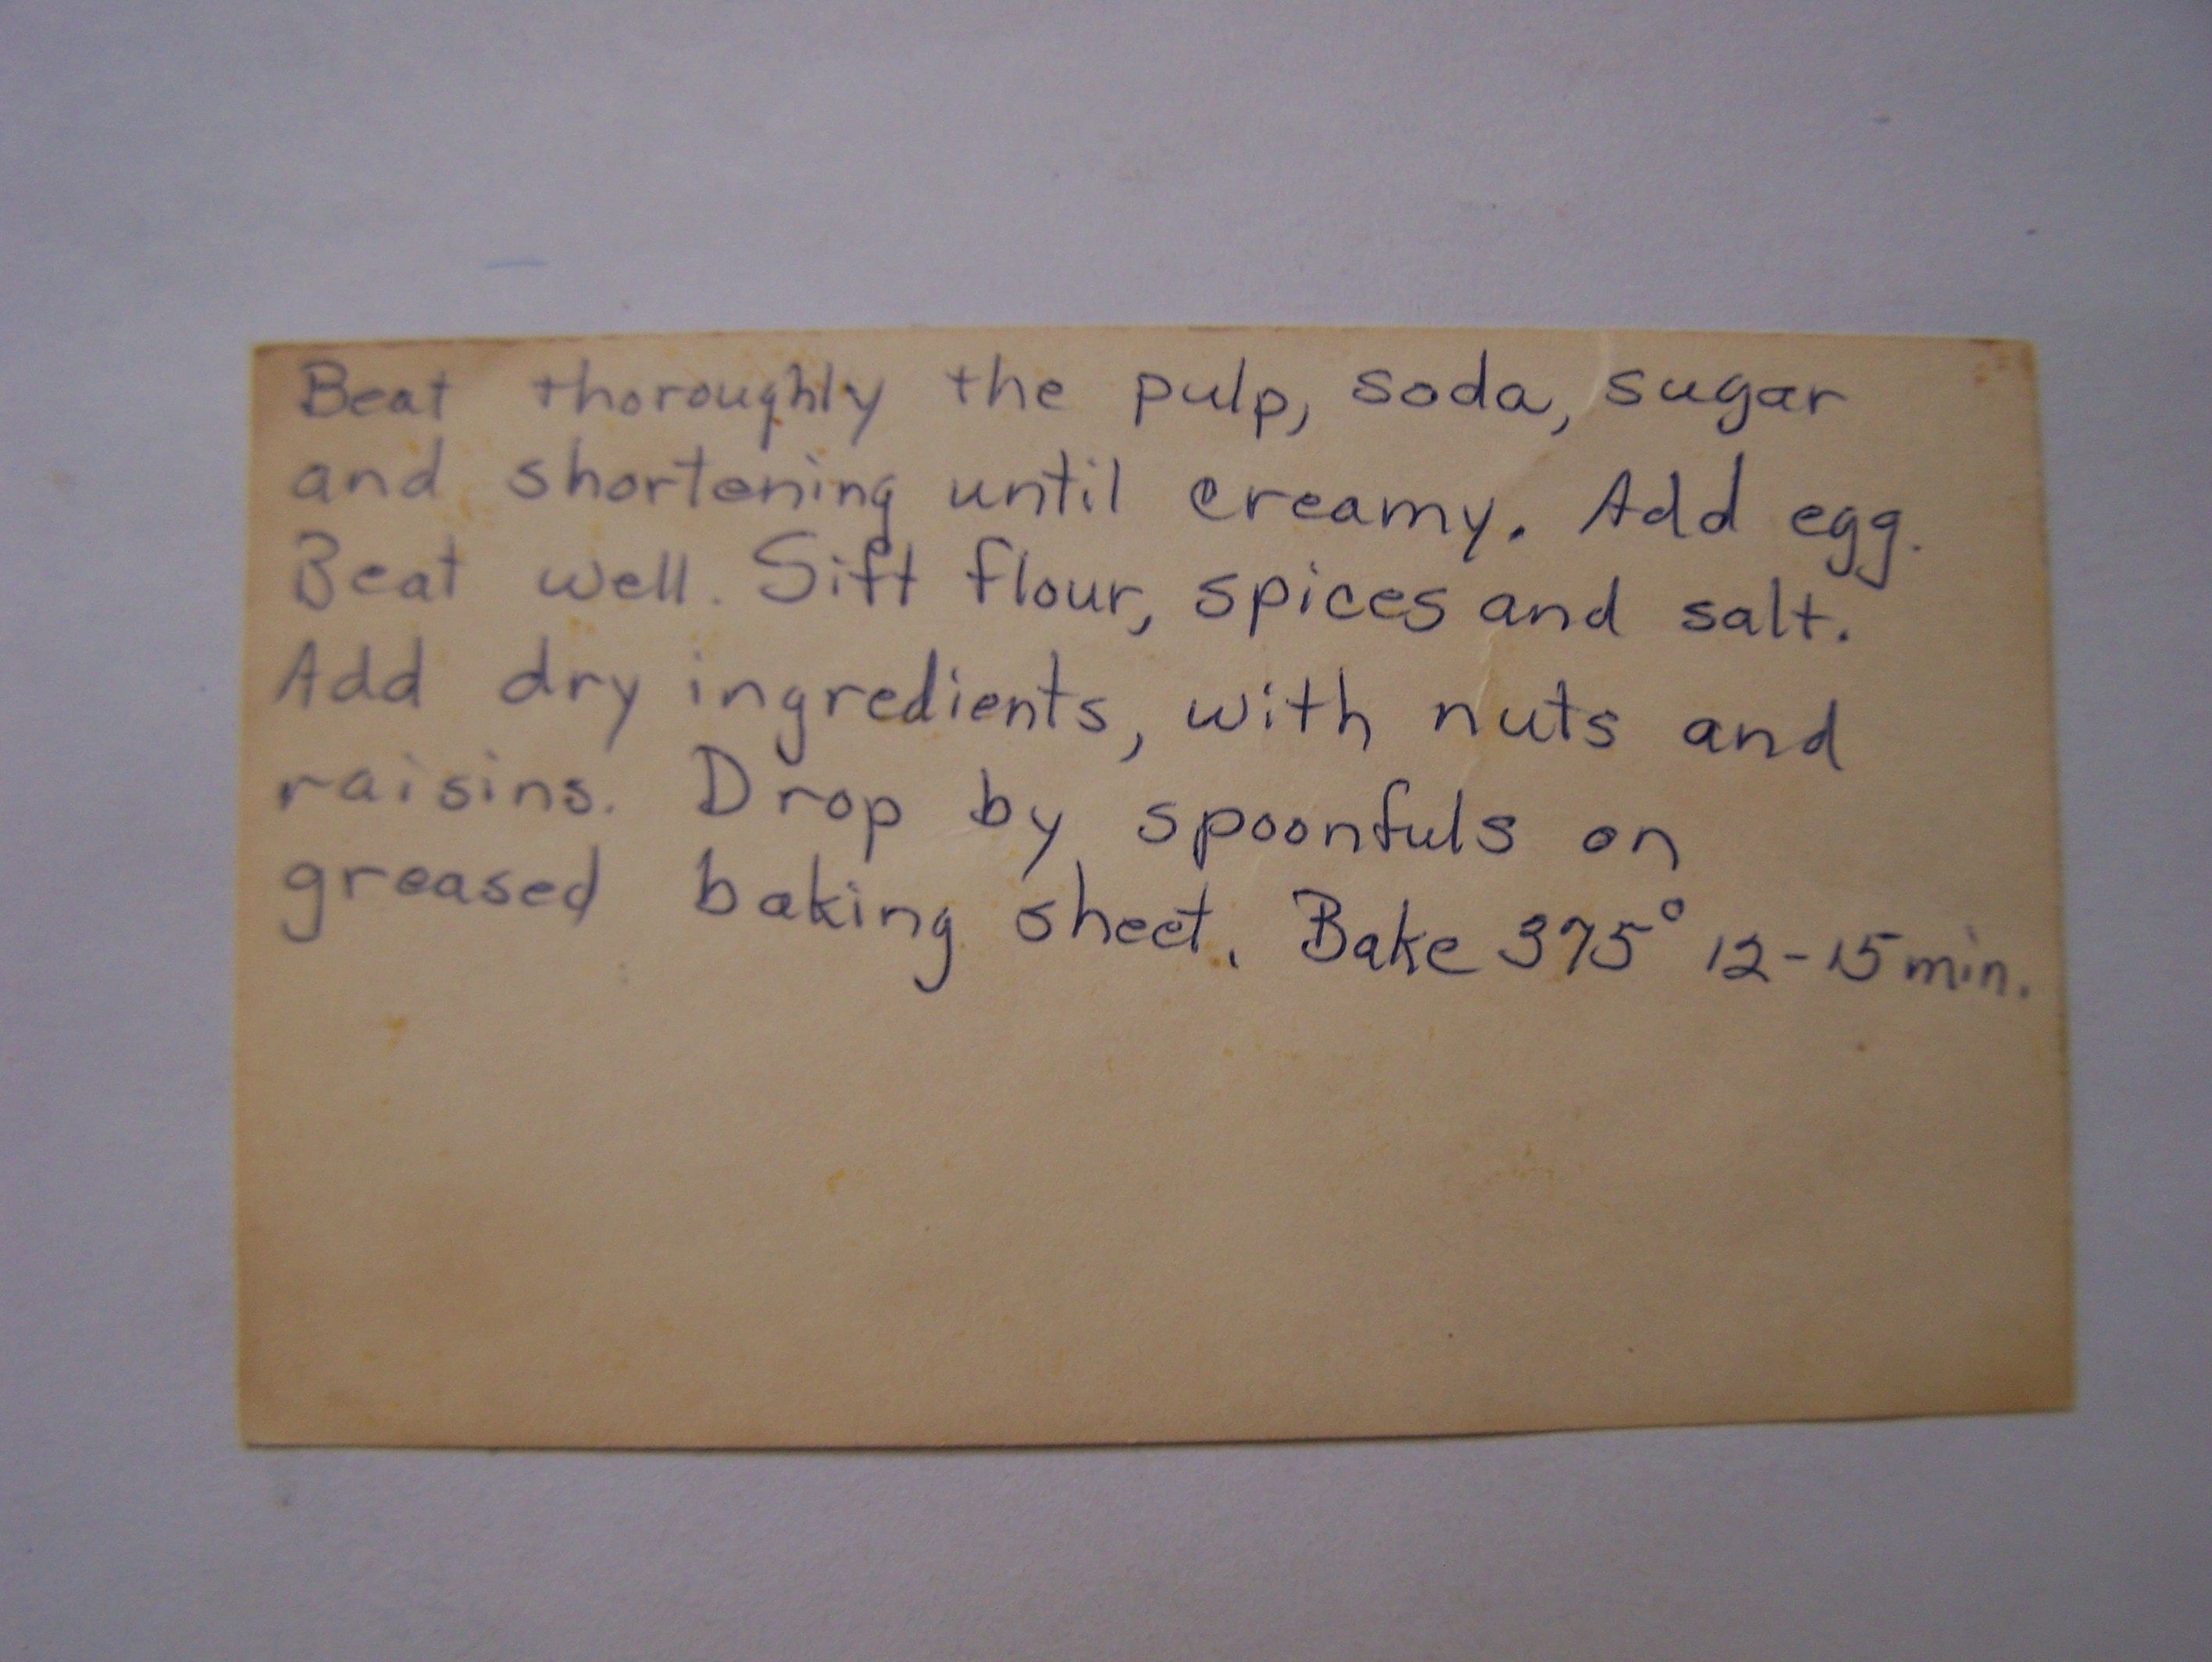 Beat thoroughly the pulp, soda, sugar
and shortening until creamy. Add egg.
Beat well. Sift flour, spices and salt.
Add dry ingredients, with nuts and
raisins. Drop by spoonfuls on
greased baking sheet. Bake 375° 12-15 min.